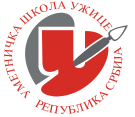 УМЕТНИЧКА ШКОЛА УЖИЦЕ
РЕПУБЛИКА СРБИЈА